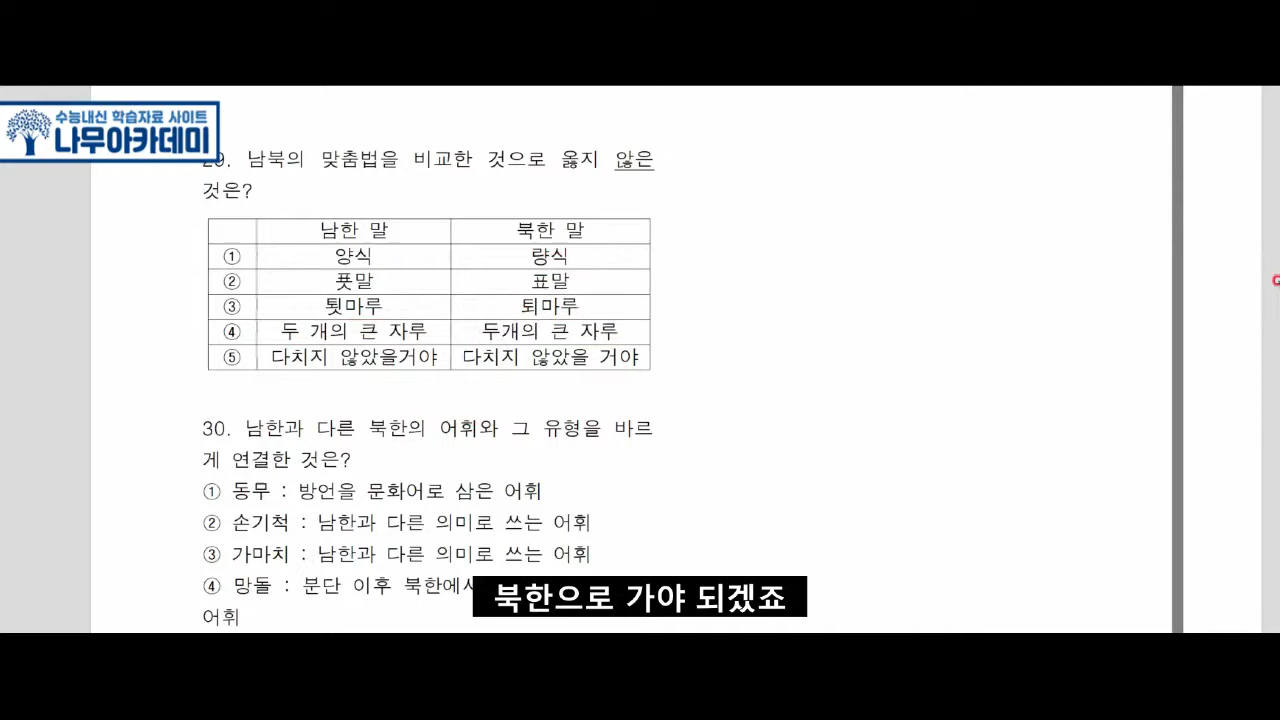 수능내신 학습자료 사이트
나무아카데미
29. 남북의 맞춤법을 비교한 것으로 옳지 않은
것은?
남한 말 북한 말
① 양식 량식
② 푯말 표말
③ 툇마루 퇴마루
④ 두 개의 큰 자루 두개의 큰 자루
⑤ 다치지 않았을거야 다치지 않았을 거야
30. 남한과 다른 북한의 어휘와 그 유형을 바르
게 연결한 것은?
① 동무 : 방언을 문화어로 삼은 어휘
② 손기척 : 남한과 다른 의미로 쓰는 어휘
③ 가마치 : 남한과 다른 의미로 쓰는 어휘
④ 망돌 : 분단 이후 북한에서
어휘
북한으로 가야 되겠죠